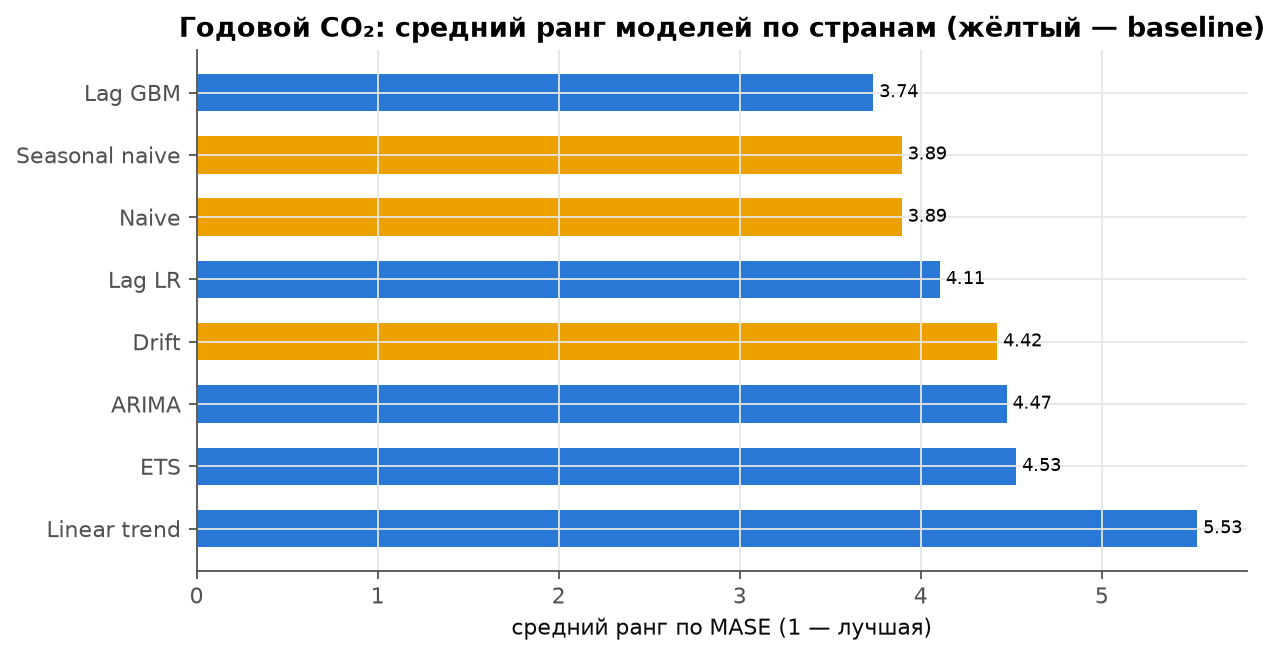 Годовой CO₂: средний ранг моделей по странам (жёлтый — baseline)
Lag GBM 3.74
Seasonal naive 3.89
Naive 3.89
Lag LR 4.11
Drift 4.42
ARIMA 4.47
ETS 4.53
Linear trend 5.53
0 1 2 3 4 5
средний ранг по MASE (1 — лучшая)